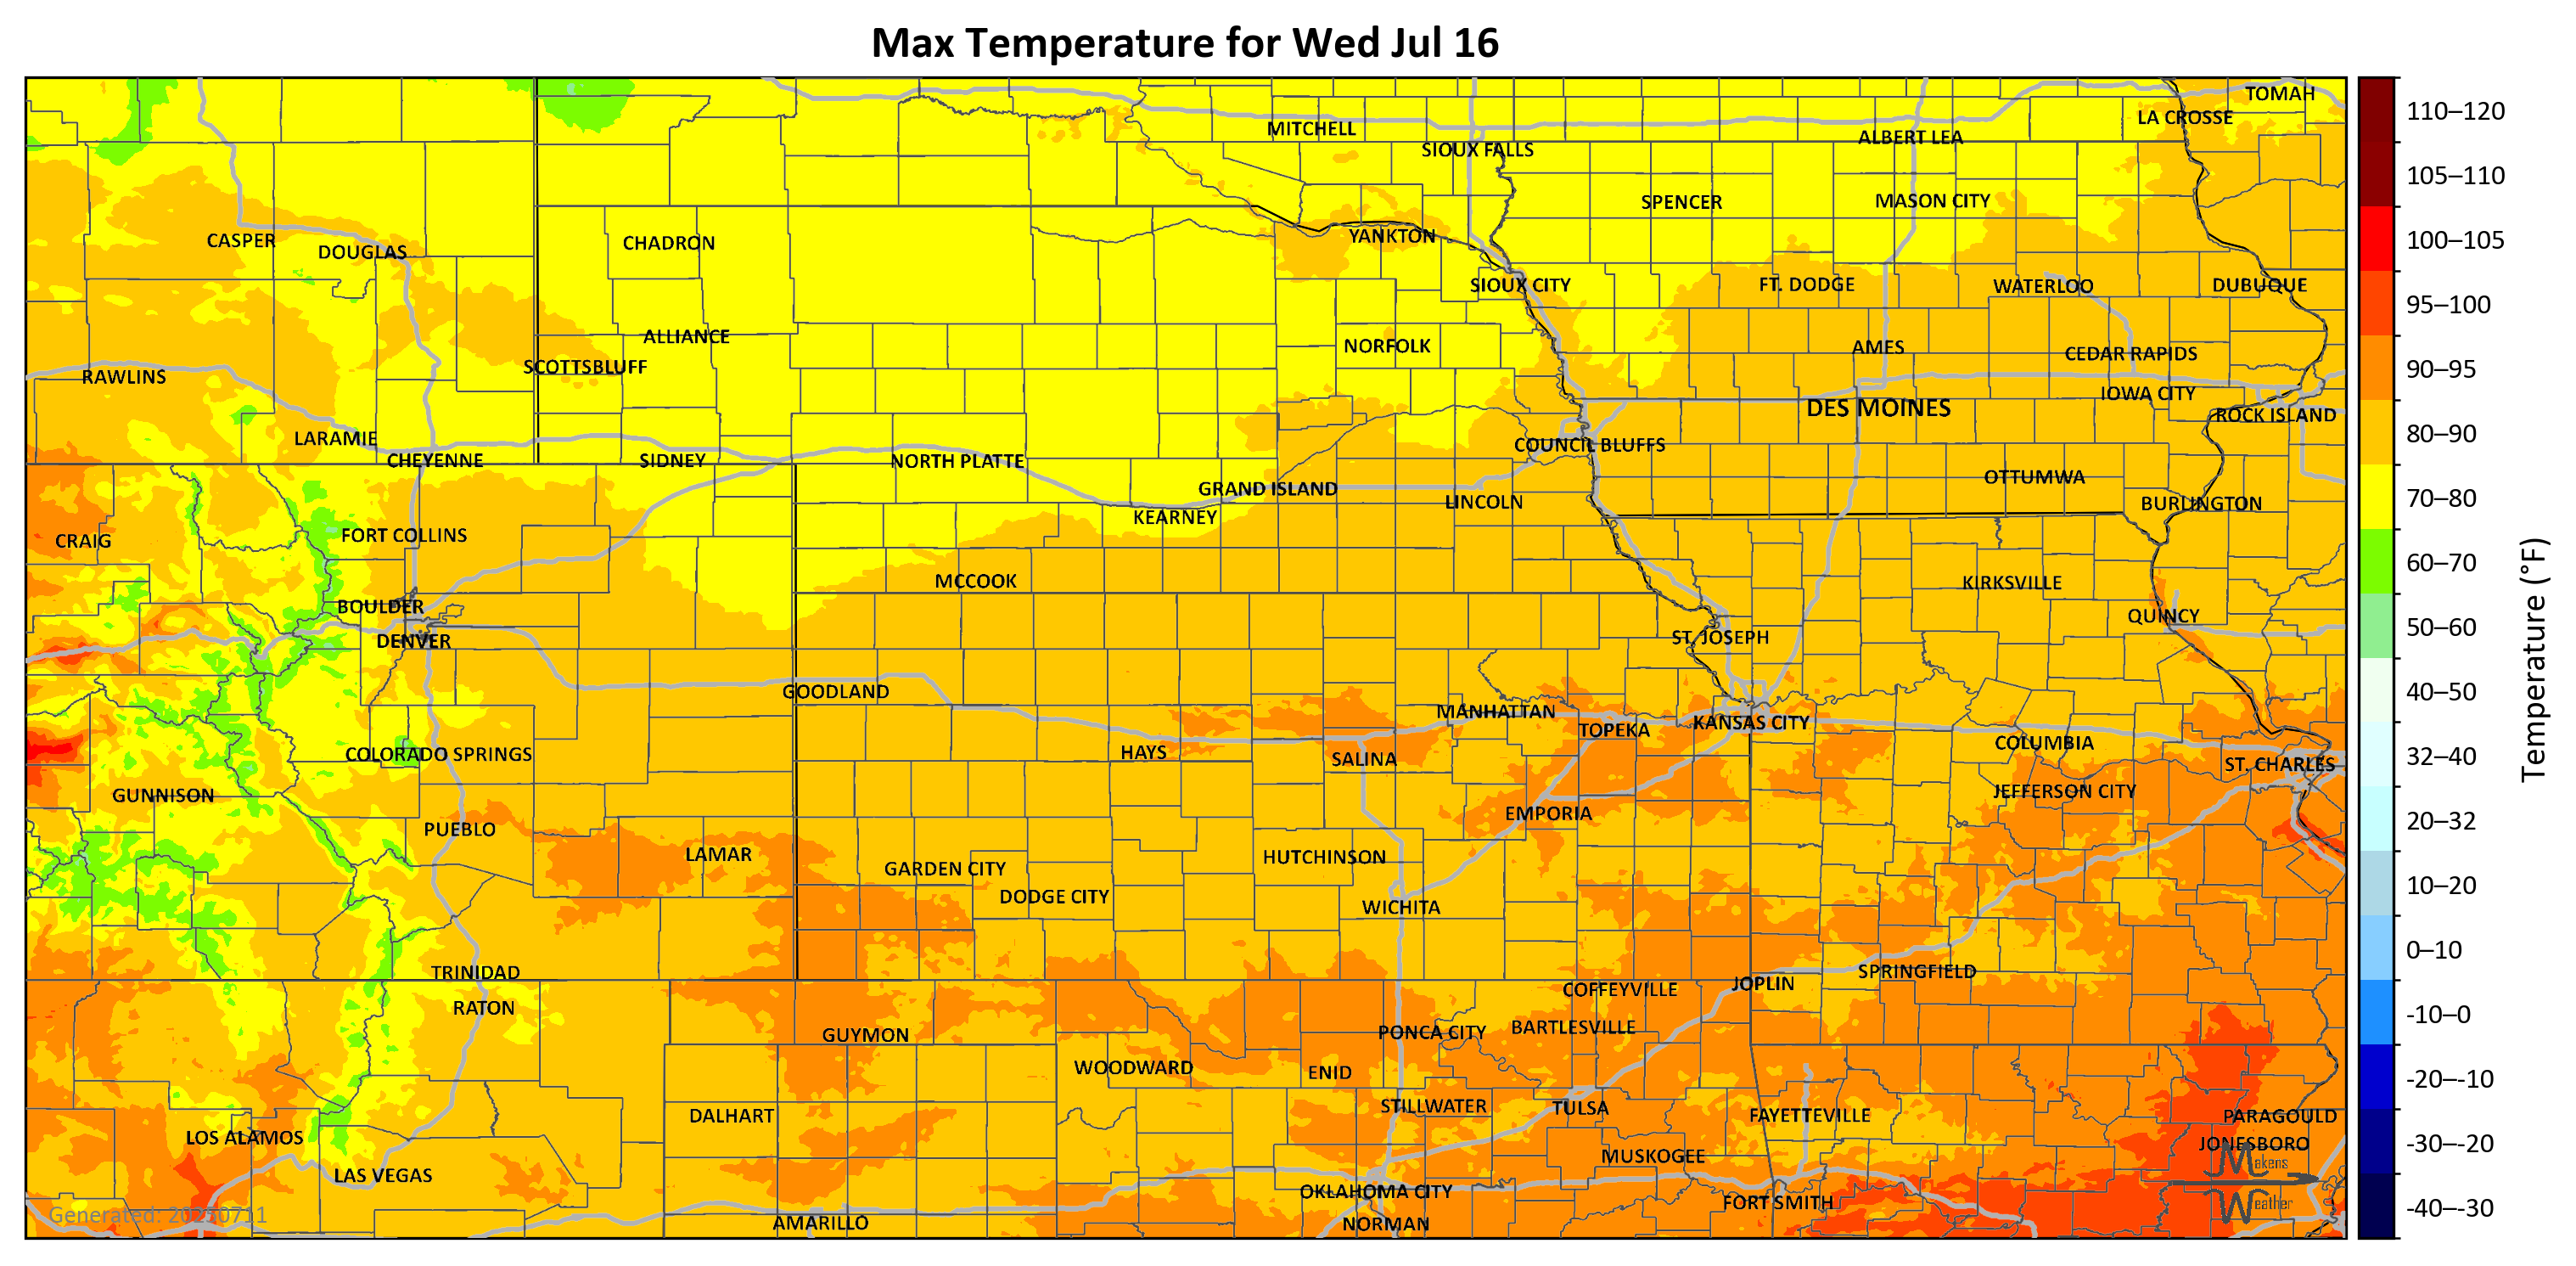 Max Temperature for Wed Jul 16
TOMAH
LA CROSSE
MITCHELL
ALBERT LEA
SIOUX FALLS
SPENCER
MASON CITY
CASPER
DOUGLAS
CHADRON
YANKTON
SIOUX CITY
FT. DODGE
WATERLOO
DUBUQUE
ALLIANCE
NORFOLK
AMES
CEDAR RAPIDS
SCOTTSBLUFF
RAWLINS
IOWA CITY
DES MOINES
ROCK ISLAND
LARAMIE
COUNCIL BLUFFS
CHEYENNE
SIDNEY
NORTH PLATTE
OTTUMWA
GRAND ISLAND
LINCOLN
BURLINGTON
KEARNEY
FORT COLLINS
CRAIG
MCCOOK
KIRKSVILLE
BOULDER
QUINCY
DENVER
ST. JOSEPH
GOODLAND
MANHATTAN
KANSAS CITY
TOPEKA
COLUMBIA
COLORADO SPRINGS
HAYS
SALINA
ST. CHARLES
JEFFERSON CITY
GUNNISON
EMPORIA
PUEBLO
LAMAR
HUTCHINSON
GARDEN CITY
DODGE CITY
WICHITA
TRINIDAD
SPRINGFIELD
JOPLIN
COFFEYVILLE
RATON
BARTLESVILLE
PONCA CITY
GUYMON
WOODWARD
ENID
STILLWATER
TULSA
DALHART
FAYETTEVILLE
PARAGOULD
LOS ALAMOS
JONESBORO
MUSKOGEE
LAS VEGAS
OKLAHOMA CITY
FORT SMITH
AMARILLO
NORMAN
Makens
Weather
Generated: 20250711
110–120
105–110
100–105
95–100
90–95
80–90
70–80
60–70
50–60
40–50
32–40
20–32
10–20
0–10
-10–0
-20–-10
-30–-20
-40–-30
Temperature (°F)